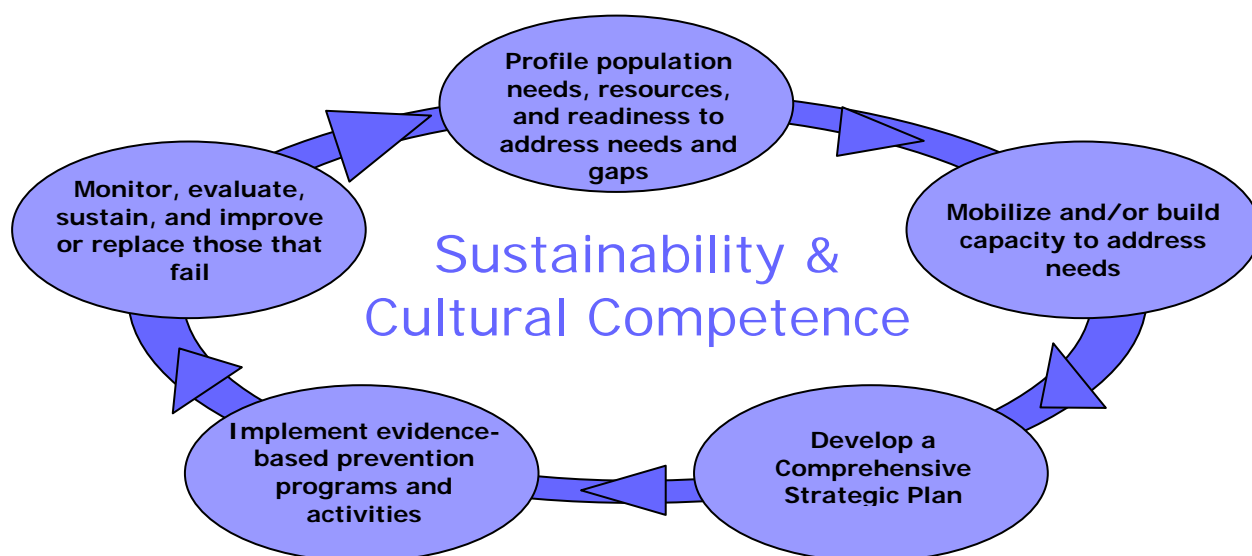 Profile population
needs, resources,
and readiness to
address needs and
gaps
Mobilize and/or build
capacity to address
needs
Develop a
Comprehensive
Strategic Plan
Implement evidence-
based prevention
programs and
activities
Monitor, evaluate,
sustain, and improve
or replace those that
fail
Sustainability &
Cultural Competence